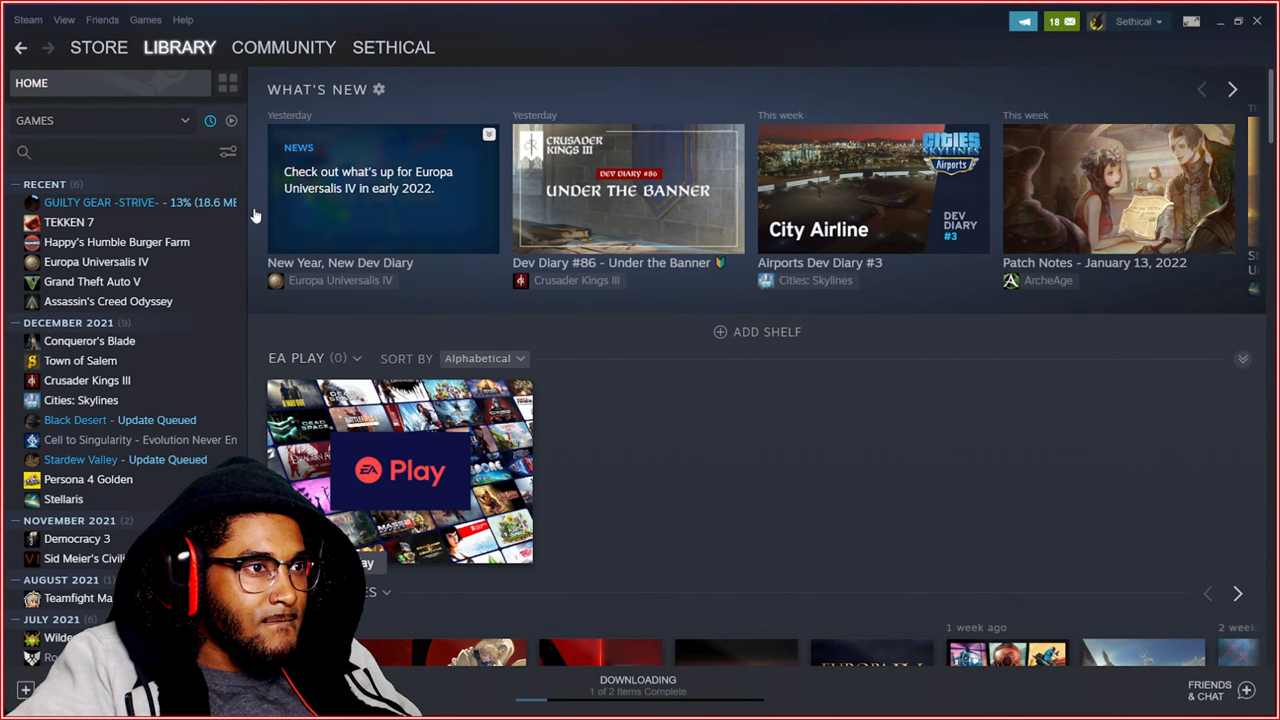 Steam View Friends Games Help
18 Sethical
STORE LIBRARY COMMUNITY SETHICAL
HOME
GAMES
RECENT (6)
GUILTY GEAR -STRIVE- - 13% (18.6 MB
TEKKEN 7
Happy's Humble Burger Farm
Europa Universalis IV
Grand Theft Auto V
Assassin's Creed Odyssey
DECEMBER 2021 (9)
Conqueror's Blade
Town of Salem
Crusader Kings III
Cities: Skylines
Black Desert - Update Queued
Cell to Singularity - Evolution Never En
Stardew Valley - Update Queued
Persona 4 Golden
Stellaris
NOVEMBER 2021 (2)
Democracy 3
Sid Meier's Civili
AUGUST 2021 (1)
Teamfight Ma
JULY 2021 (6)
WHAT'S NEW
Yesterday
NEWS
Check out what's up for Europa
Universalis IV in early 2022.
New Year, New Dev Diary
Europa Universalis IV
Yesterday
CRUSADER
KINGS III
DEV DIARY #86
UNDER THE BANNER
Dev Diary #86 - Under the Banner
Crusader Kings III
This week
CITIES
SKYLINES
Airports
City Airline
DEV
DIARY
#3
Airports Dev Diary #3
Cities: Skylines
This week
Patch Notes - January 13, 2022
ArcheAge
ADD SHELF
EA PLAY (0) SORT BY Alphabetical
EA Play
ay
ES
1 week ago
2 week
DOWNLOADING
1 of 2 Items Complete
FRIENDS
& CHAT